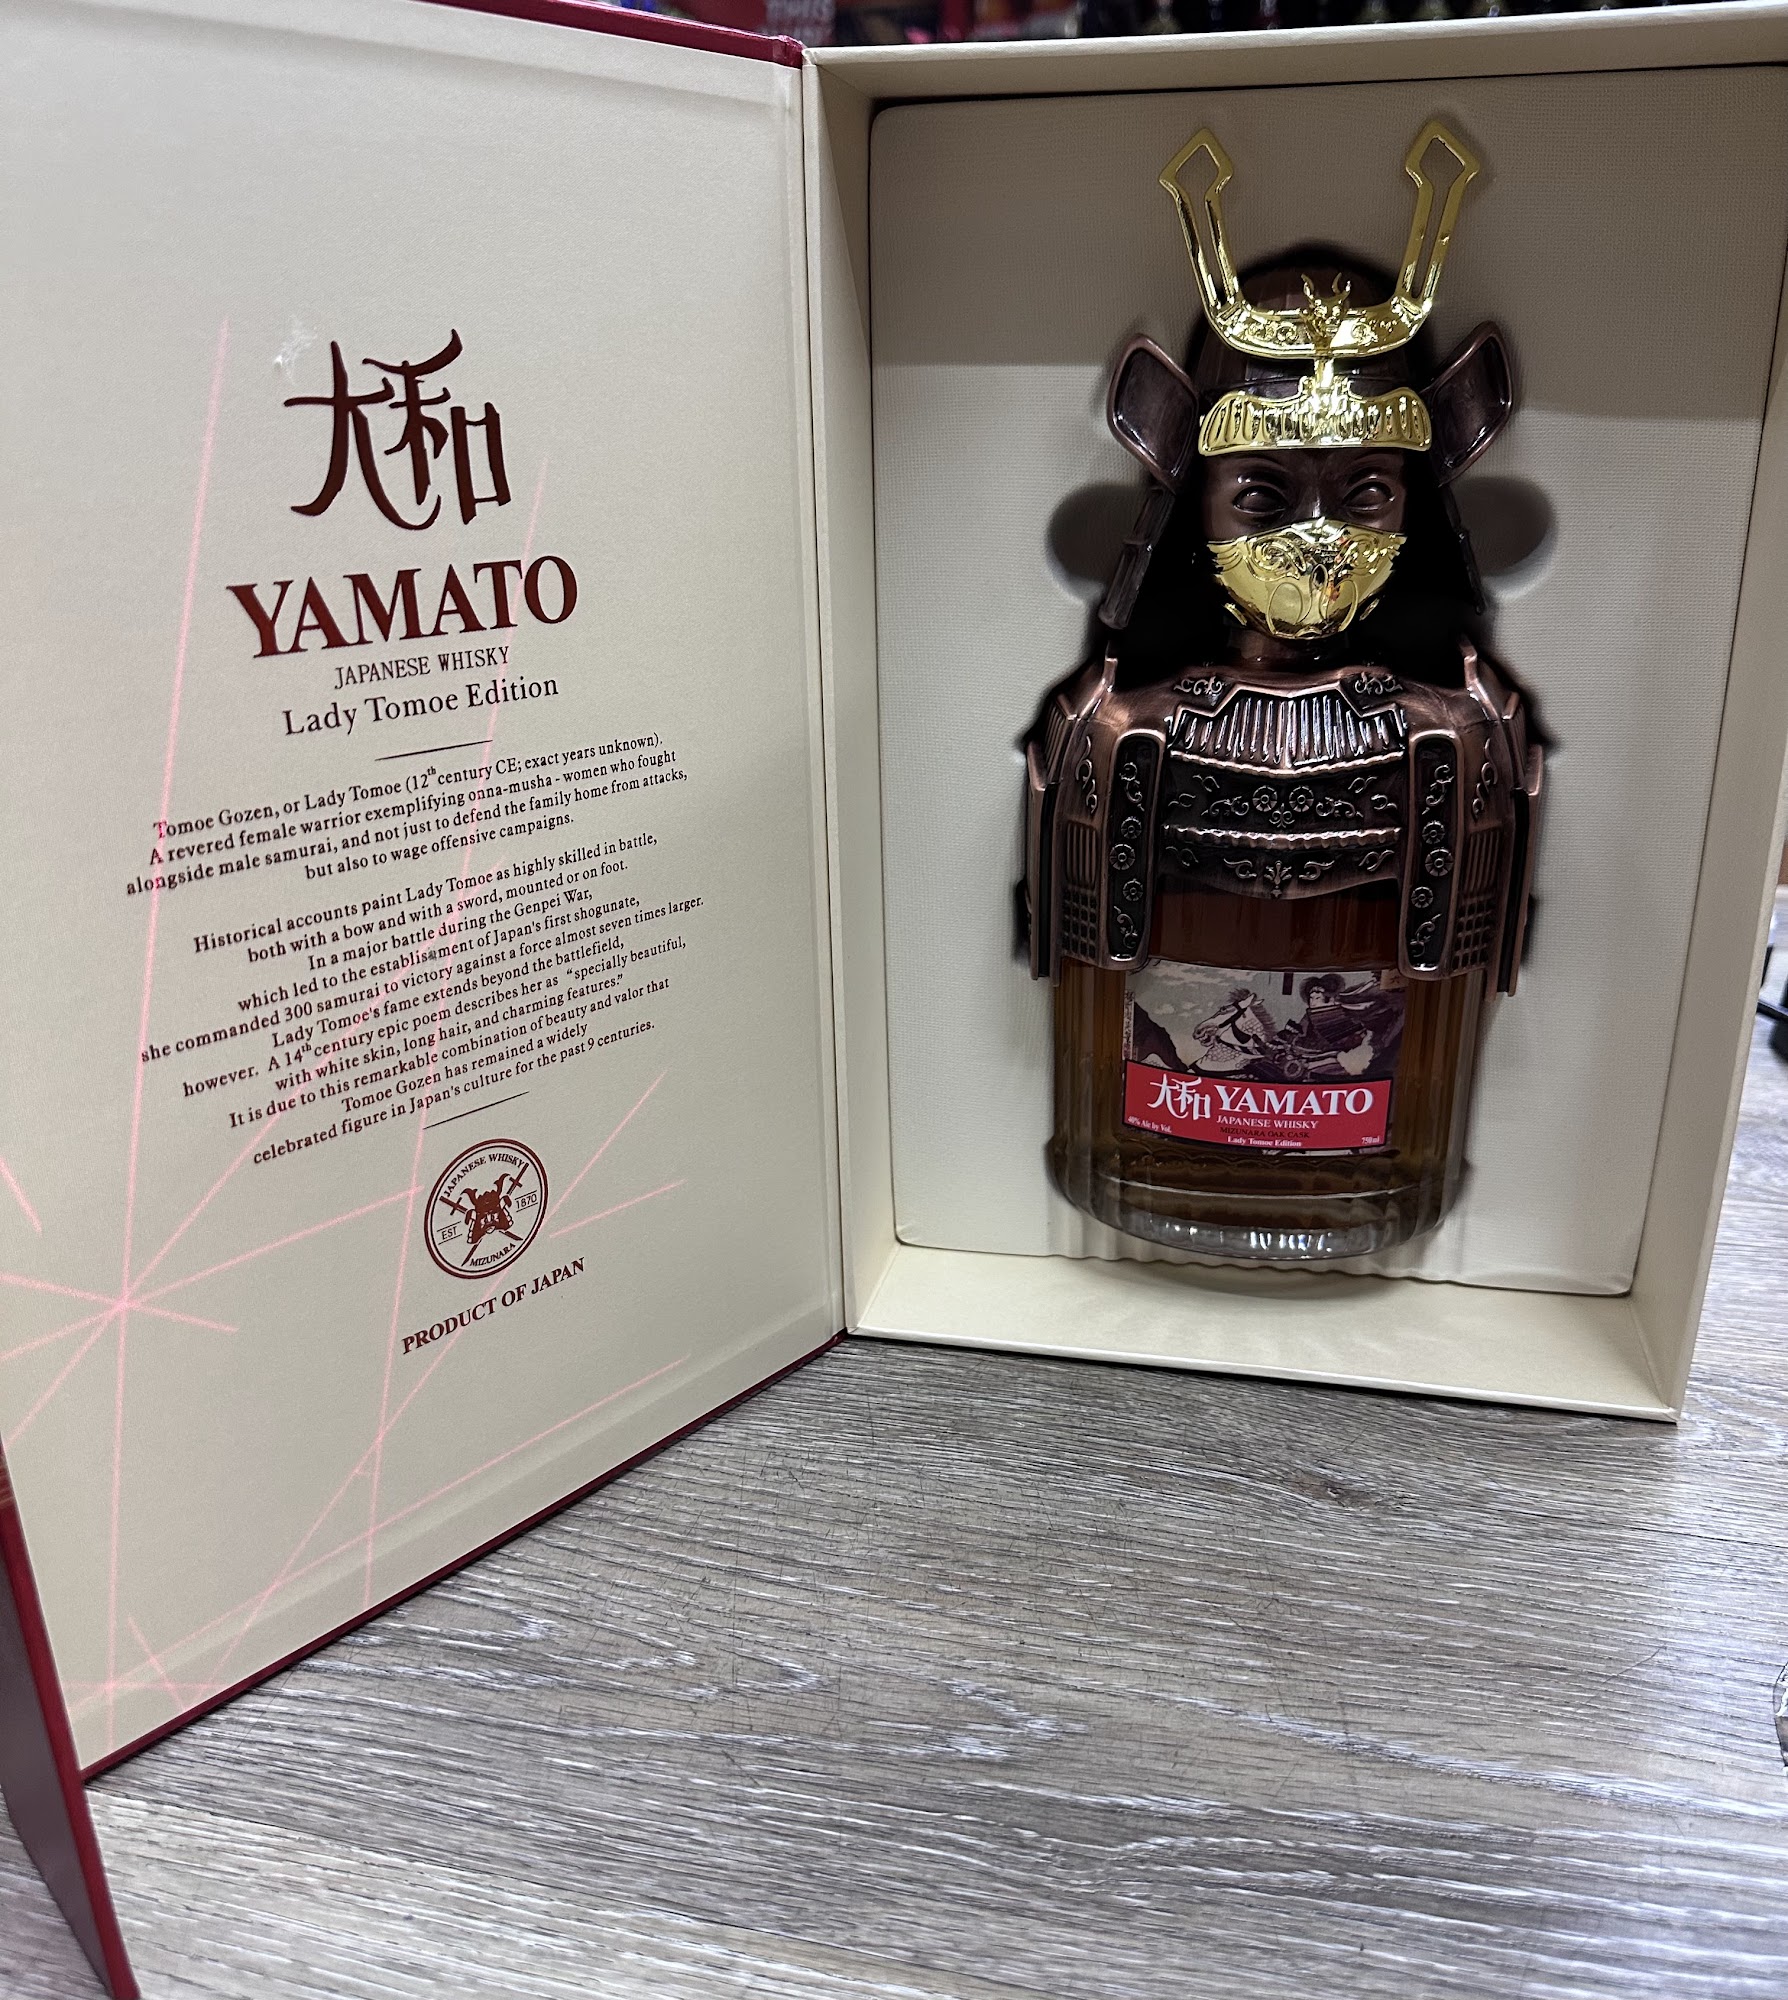 大和
YAMATO
JAPANESE WHISKY
Lady Tomoe Edition
Tomoe Gozen, or Lady Tomoe (12th century CE; exact years unknown).
A revered female warrior exemplifying onna-musha - women who fought
alongside male samurai, and not just to defend the family home from attacks,
but also to wage offensive campaigns.
Historical accounts paint Lady Tomoe as highly skilled in battle,
both with a bow and with a sword, mounted or on foot.
In a major battle during the Genpei War,
which led to the establisament of Japan's first shogunate,
she commanded 300 samurai to victory against a force almost seven times larger.
Lady Tomoe's fame extends beyond the battlefield,
however. A 14th century epic poem describes her as “specially beautiful,
with white skin, long hair, and charming features.”
It is due to this remarkable combination of beauty and valor that
Tomoe Gozen has remained a widely
celebrated figure in Japan's culture for the past 9 centuries.
JAPANESE WHISKY
EST 1870
MIZUNARA
PRODUCT OF JAPAN
大和 YAMATO
JAPANESE WHISKY
MIZUNARA OAK CASK
40% Alc by Vol.
Lady Tomoe Edition
750ml